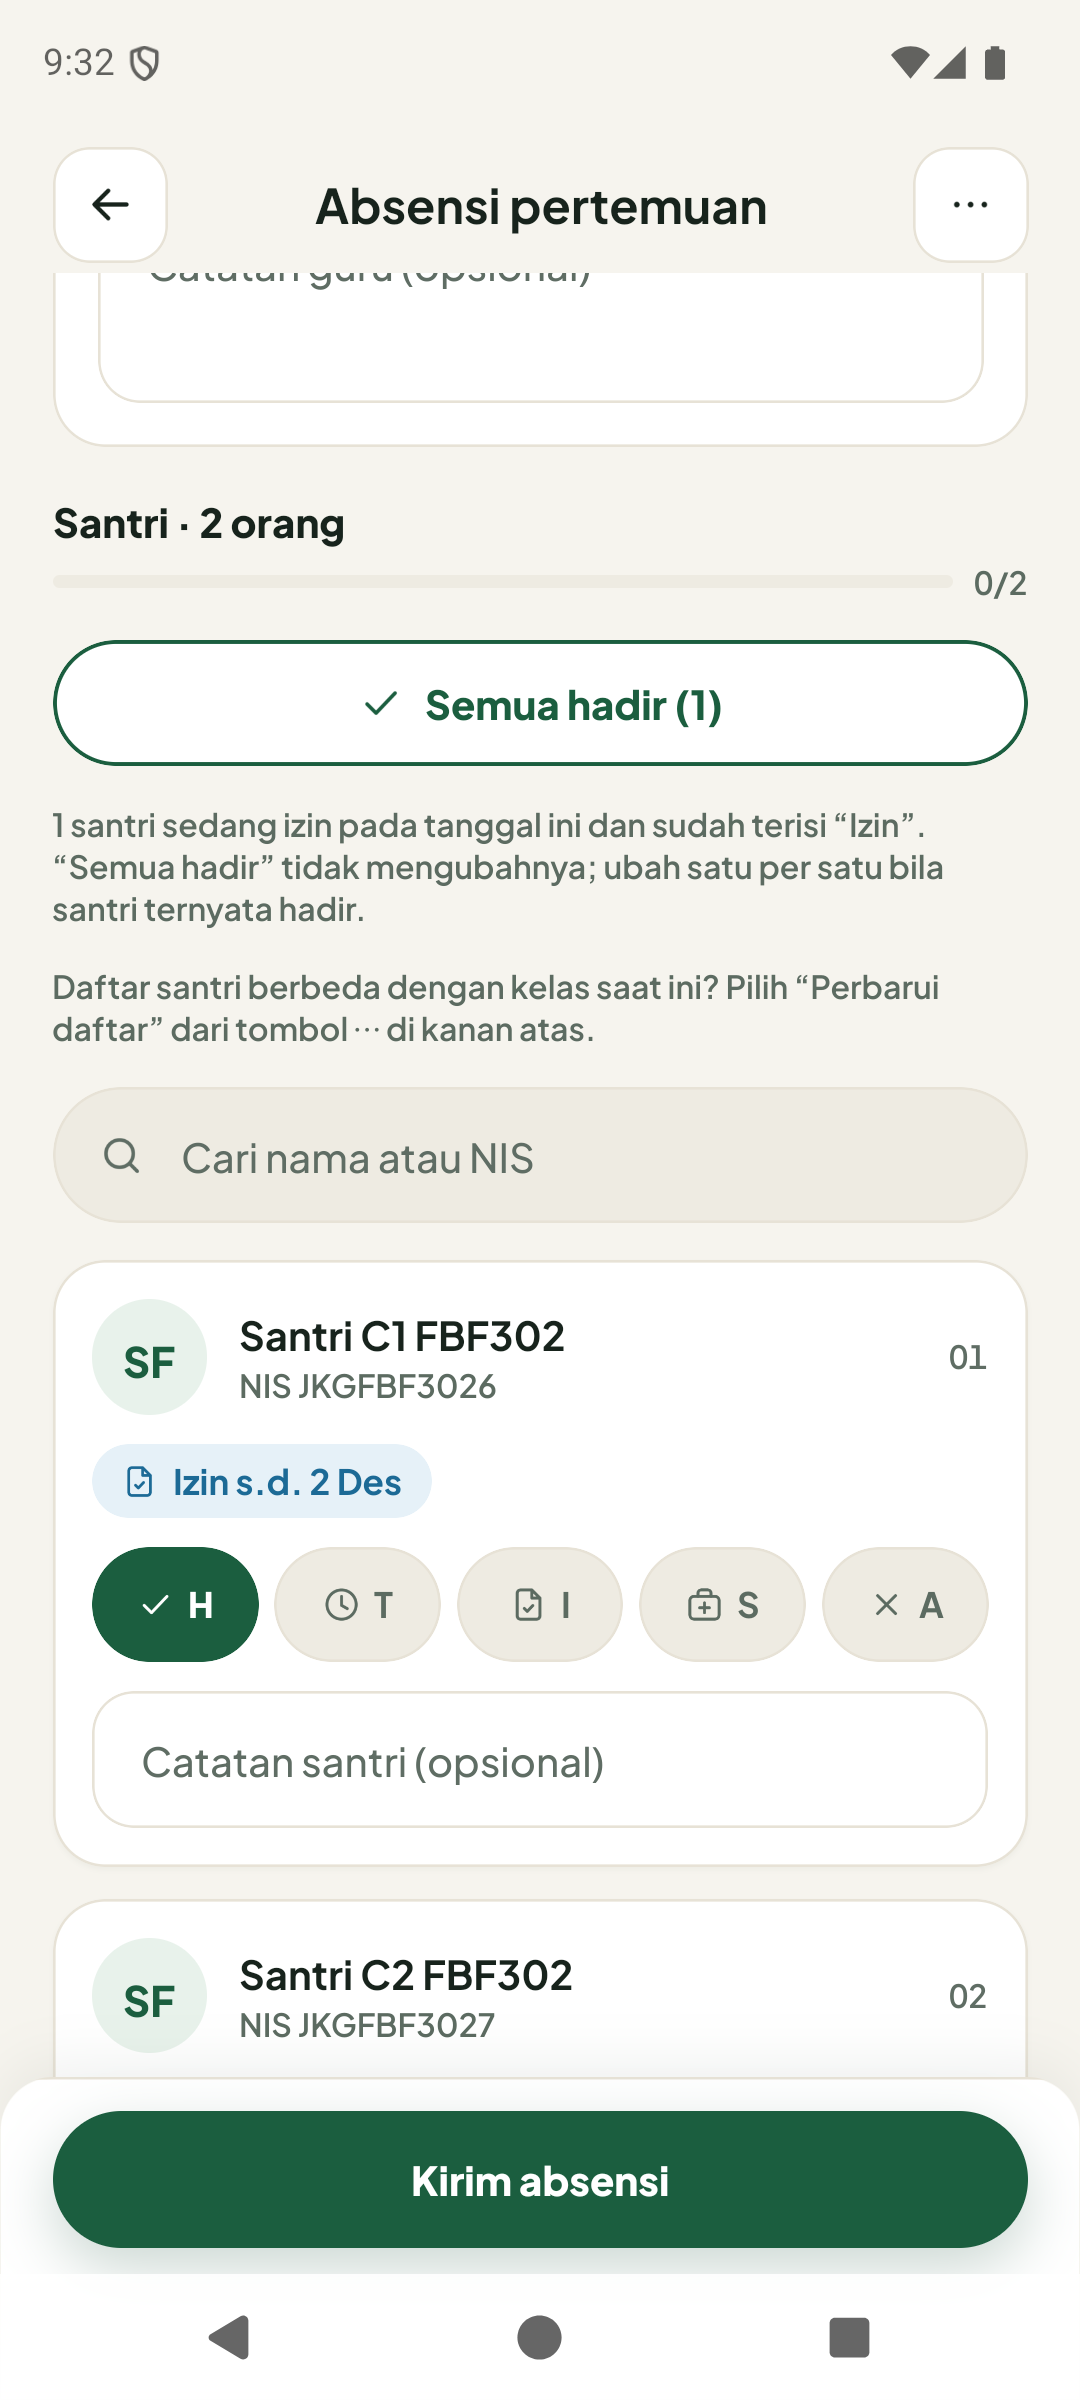 9:32
Absensi pertemuan
Catatan guru (opsional)
Santri · 2 orang
0/2
Semua hadir (1)
1 santri sedang izin pada tanggal ini dan sudah terisi “Izin”.
“Semua hadir” tidak mengubahnya; ubah satu per satu bila
santri ternyata hadir.
Daftar santri berbeda dengan kelas saat ini? Pilih “Perbarui
daftar” dari tombol ··· di kanan atas.
Cari nama atau NIS
SF
Santri C1 FBF302
NIS JKGFBF3026
01
Izin s.d. 2 Des
H
T
I
S
A
Catatan santri (opsional)
SF
Santri C2 FBF302
NIS JKGFBF3027
02
Kirim absensi